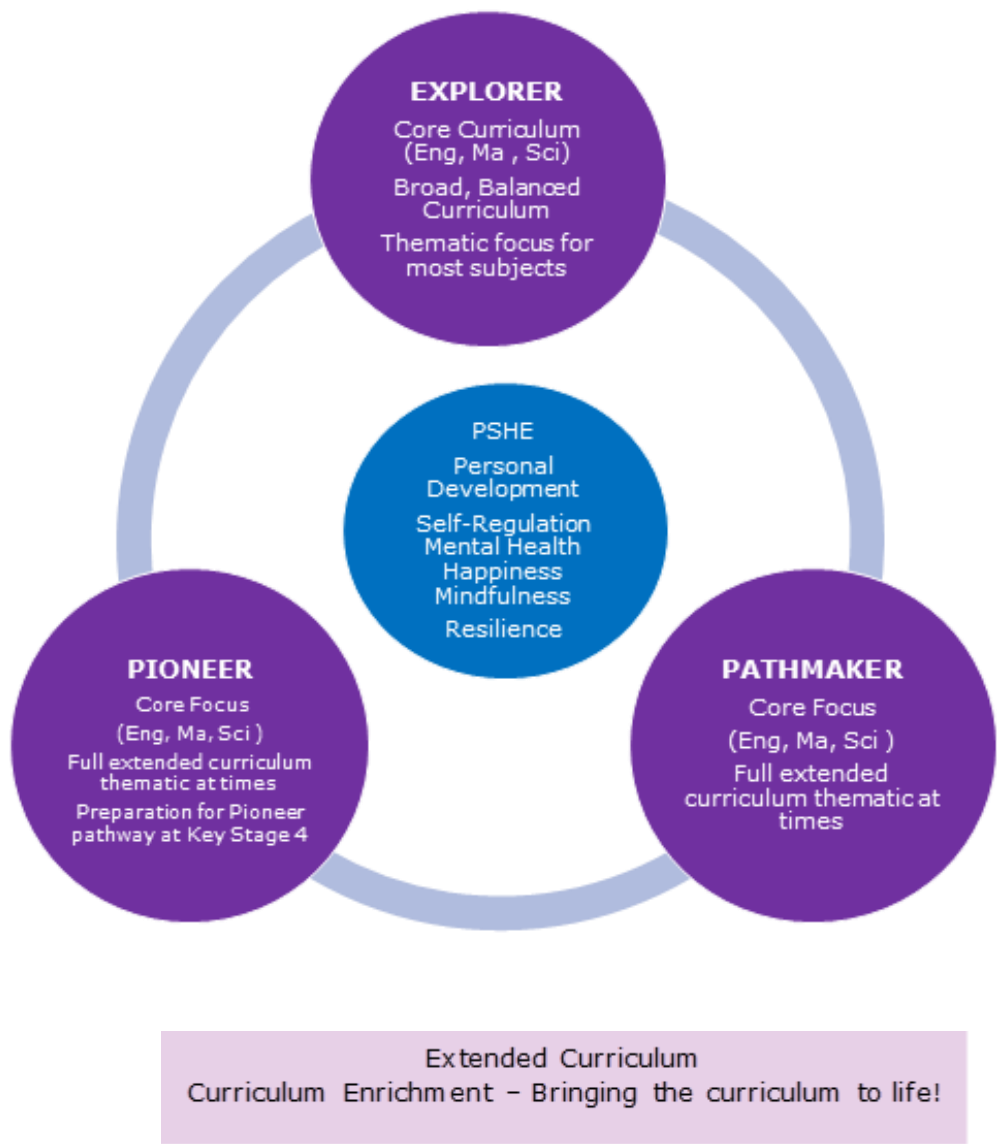 EXPLORER
Core Curriculum
(Eng, Ma , Sci)
Broad, Balanced
Curriculum
Thematic focus for
most subjects
PSHE
Personal
Development
Self-Regulation
Mental Health
Happiness
Mindfulness
Resilience
PIONEER
Core Focus
(Eng, Ma, Sci )
Full extended curriculum
thematic at times
Preparation for Pioneer
pathway at Key Stage 4
PATHMAKER
Core Focus
(Eng, Ma, Sci )
Full extended
curriculum thematic at
times
Extended Curriculum
Curriculum Enrichment – Bringing the curriculum to life!